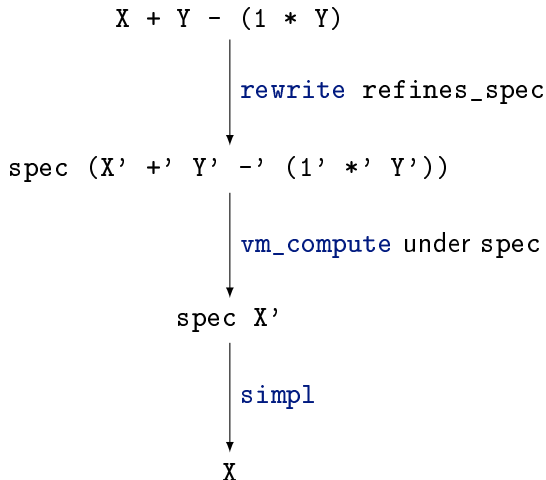 X + Y - (1 * Y)
rewrite refines_spec
spec (X' +' Y' -' (1' *' Y'))
vm_compute under spec
spec X'
simpl
X